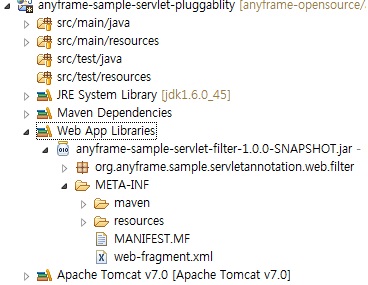 anyframe-sample-servlet-pluggablity [anyframe-opensource/
src/main/java
src/main/resources
src/test/java
src/test/resources
JRE System Library [jdk1.6.0_45]
Maven Dependencies
Web App Libraries
anyframe-sample-servlet-filter-1.0.0-SNAPSHOT.jar -
org.anyframe.sample.servletannotation.web.filter
META-INF
maven
resources
MANIFEST.MF
web-fragment.xml
Apache Tomcat v7.0 [Apache Tomcat v7.0]